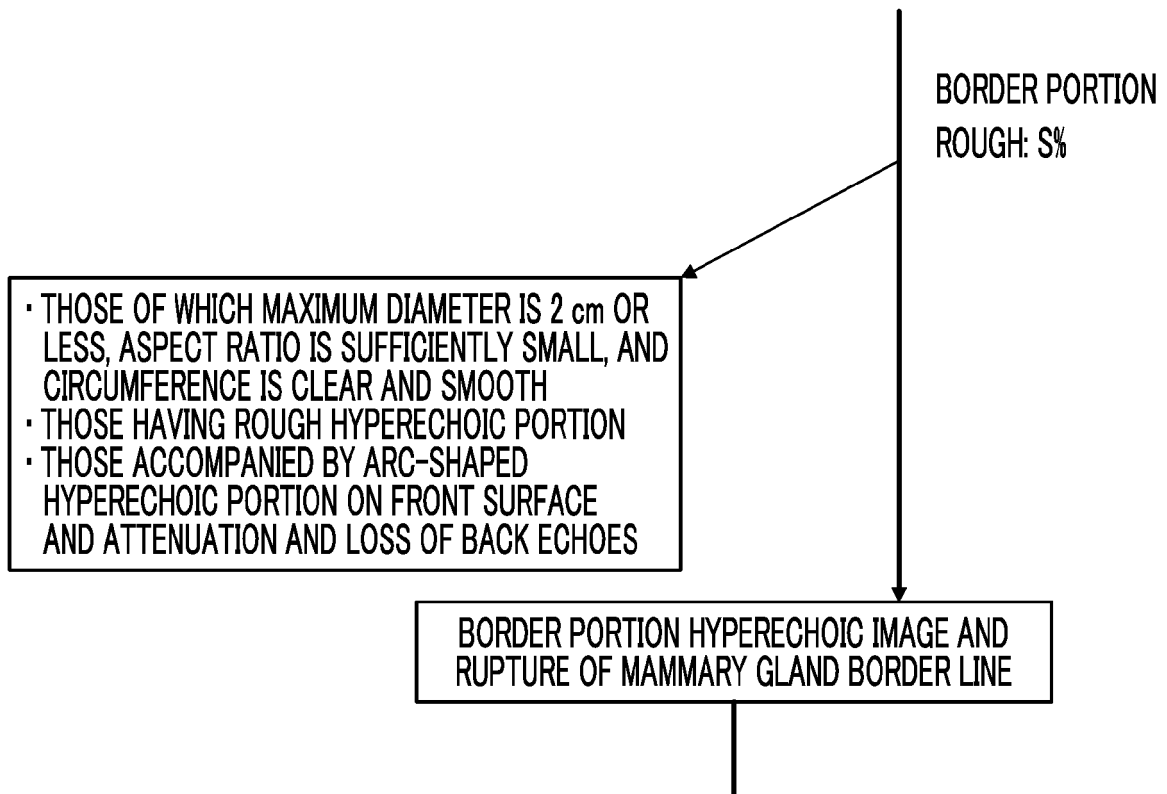 BORDER PORTION
ROUGH: S%
· THOSE OF WHICH MAXIMUM DIAMETER IS 2 cm OR
LESS, ASPECT RATIO IS SUFFICIENTLY SMALL, AND
CIRCUMFERENCE IS CLEAR AND SMOOTH
· THOSE HAVING ROUGH HYPERECHOIC PORTION
· THOSE ACCOMPANIED BY ARC-SHAPED
HYPERECHOIC PORTION ON FRONT SURFACE
AND ATTENUATION AND LOSS OF BACK ECHOES
BORDER PORTION HYPERECHOIC IMAGE AND
RUPTURE OF MAMMARY GLAND BORDER LINE